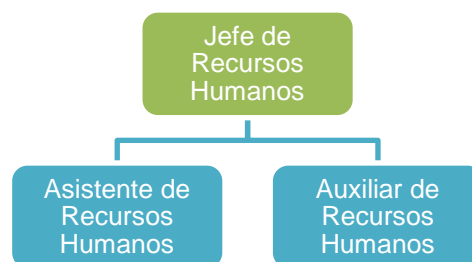 Jefe de
Recursos
Humanos
Asistente de
Recursos
Humanos
Auxiliar de
Recursos
Humanos